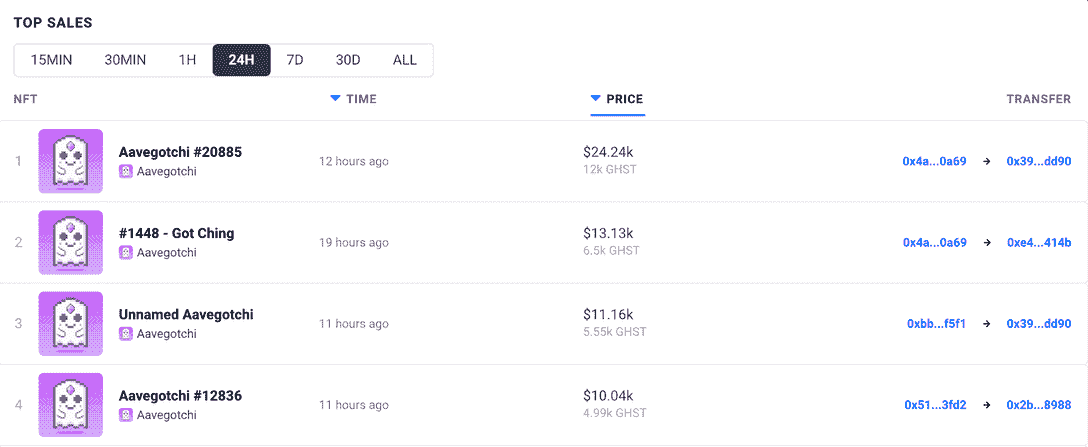 TOP SALES
15MIN 30MIN 1H 24H 7D 30D ALL
NFT TIME PRICE TRANSFER
1 Aavegotchi #20885 12 hours ago $24.24k 0x4a...0a69 → 0x39...dd90
Aavegotchi 12k GHST
2 #1448 - Got Ching 19 hours ago $13.13k 0x4a...0a69 → 0xe4...414b
Aavegotchi 6.5k GHST
3 Unnamed Aavegotchi 11 hours ago $11.16k 0xbb...f5f1 → 0x39...dd90
Aavegotchi 5.55k GHST
4 Aavegotchi #12836 11 hours ago $10.04k 0x51...3fd2 → 0x2b...8988
Aavegotchi 4.99k GHST